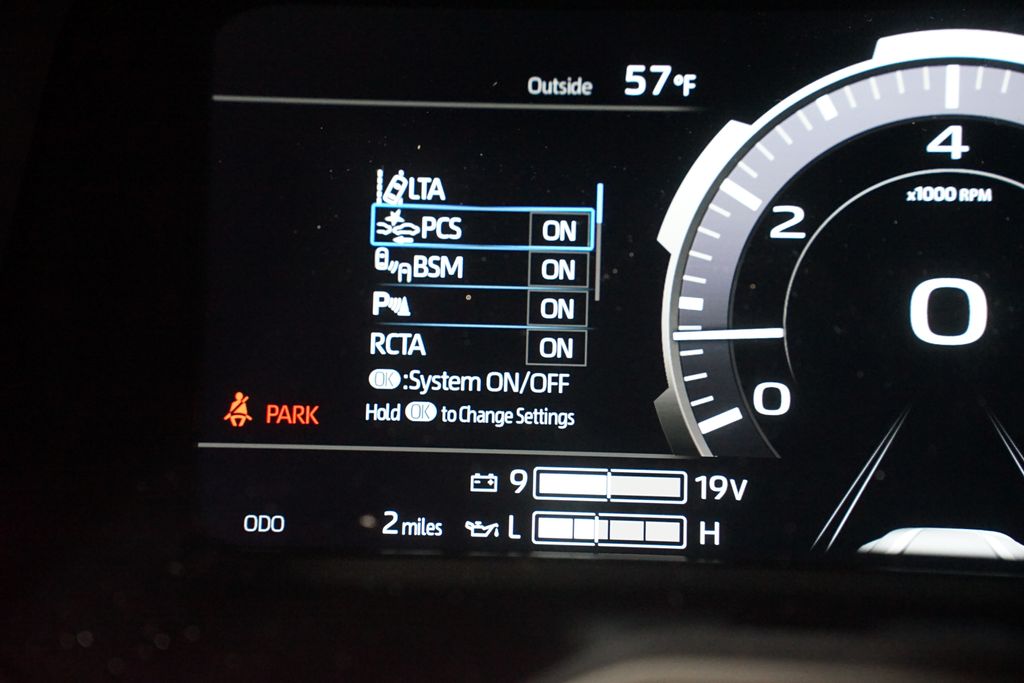 Outside 57°F
LTA
PCS ON
BSM ON
P ON
RCTA ON
OK :System ON/OFF
Hold OK to Change Settings
PARK
9 19V
ODO 2 miles L H
4
x1000 RPM
2
0
0